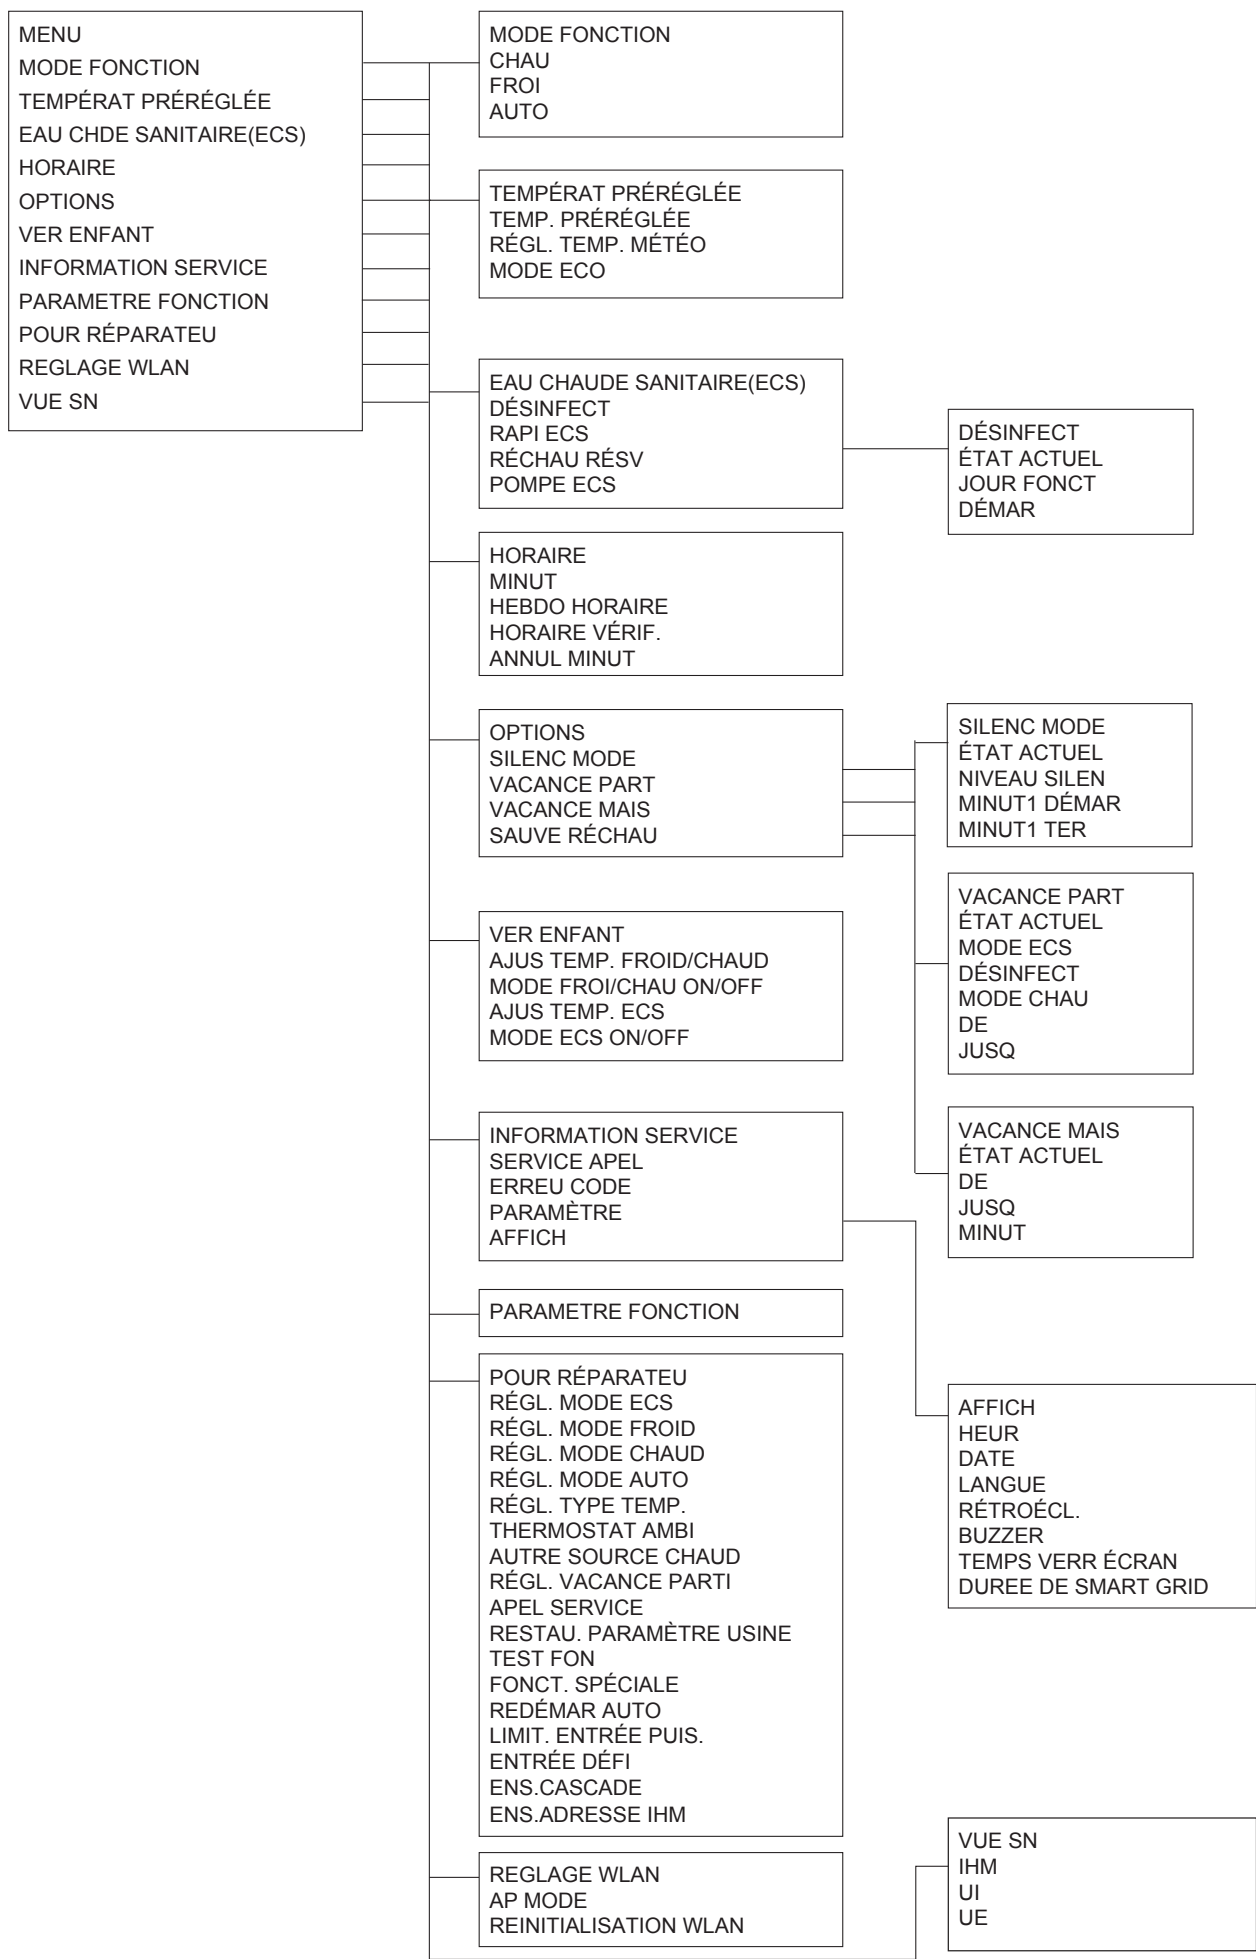 MENU
MODE FONCTION
TEMPÉRAT PRÉRÉGLÉE
EAU CHDE SANITAIRE(ECS)
HORAIRE
OPTIONS
VER ENFANT
INFORMATION SERVICE
PARAMETRE FONCTION
POUR RÉPARATEU
REGLAGE WLAN
VUE SN
MODE FONCTION
CHAU
FROI
AUTO
TEMPÉRAT PRÉRÉGLÉE
TEMP. PRÉRÉGLÉE
RÉGL. TEMP. MÉTÉO
MODE ECO
EAU CHAUDE SANITAIRE(ECS)
DÉSINFECT
RAPI ECS
RÉCHAU RÉSV
POMPE ECS
DÉSINFECT
ÉTAT ACTUEL
JOUR FONCT
DÉMAR
HORAIRE
MINUT
HEBDO HORAIRE
HORAIRE VÉRIF.
ANNUL MINUT
OPTIONS
SILENC MODE
VACANCE PART
VACANCE MAIS
SAUVE RÉCHAU
SILENC MODE
ÉTAT ACTUEL
NIVEAU SILEN
MINUT1 DÉMAR
MINUT1 TER
VACANCE PART
ÉTAT ACTUEL
MODE ECS
DÉSINFECT
MODE CHAU
DE
JUSQ
VER ENFANT
AJUS TEMP. FROID/CHAUD
MODE FROI/CHAU ON/OFF
AJUS TEMP. ECS
MODE ECS ON/OFF
VACANCE MAIS
ÉTAT ACTUEL
DE
JUSQ
MINUT
INFORMATION SERVICE
SERVICE APEL
ERREU CODE
PARAMÈTRE
AFFICH
PARAMETRE FONCTION
POUR RÉPARATEU
RÉGL. MODE ECS
RÉGL. MODE FROID
RÉGL. MODE CHAUD
RÉGL. MODE AUTO
RÉGL. TYPE TEMP.
THERMOSTAT AMBI
AUTRE SOURCE CHAUD
RÉGL. VACANCE PARTI
APEL SERVICE
RESTAU. PARAMÈTRE USINE
TEST FON
FONCT. SPÉCIALE
REDÉMAR AUTO
LIMIT. ENTRÉE PUIS.
ENTRÉE DÉFI
ENS.CASCADE
ENS.ADRESSE IHM
AFFICH
HEUR
DATE
LANGUE
RÉTROÉCL.
BUZZER
TEMPS VERR ÉCRAN
DUREE DE SMART GRID
REGLAGE WLAN
AP MODE
REINITIALISATION WLAN
VUE SN
IHM
UI
UE